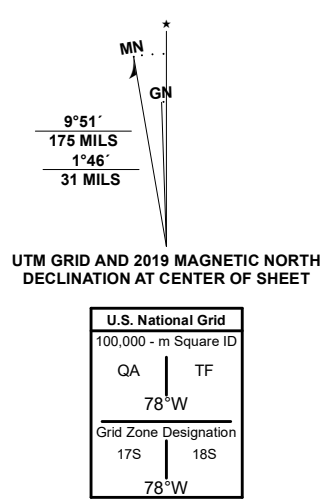 MN
GN
9°51´
175 MILS
1°46´
31 MILS
UTM GRID AND 2019 MAGNETIC NORTH
DECLINATION AT CENTER OF SHEET
U.S. National Grid
100,000 - m Square ID
QA TF
78°W
Grid Zone Designation
17S 18S
78°W